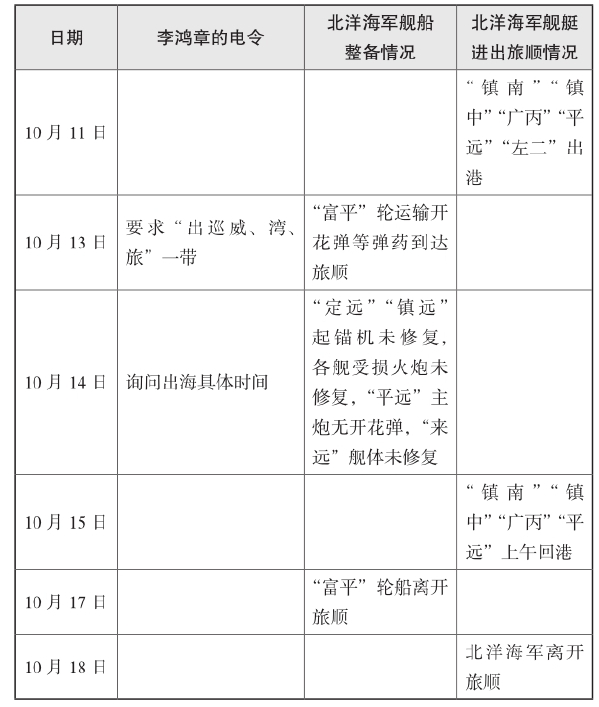 日期
李鸿章的电令
北洋海军舰船
整备情况
北洋海军舰艇
进出旅顺情况
10 月 11 日
“镇南”“镇
中”“广丙”“平
远”“左二”出
港
10 月 13 日
要求“出巡威、湾、
旅”一带
“富平”轮运输开
花弹等弹药到达
旅顺
10 月 14 日
询问出海具体时间
“定远”“镇远”
起锚机未修复，
各舰受损火炮未
修复，“平远”主
炮无开花弹，“来
远”舰体未修复
10 月 15 日
“镇南”“镇
中”“广丙”“平
远”上午回港
10 月 17 日
“富平”轮船离开
旅顺
10 月 18 日
北洋海军离开
旅顺